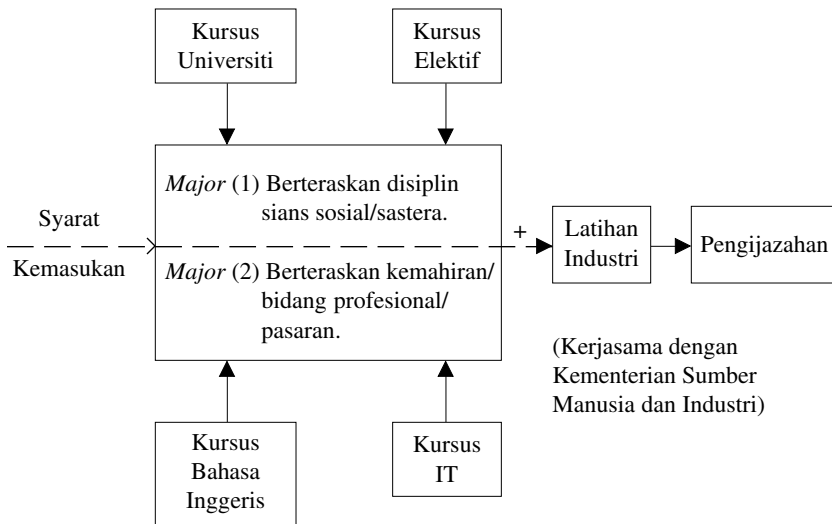 Kursus
Universiti
Kursus
Elektif
Syarat
Kemasukan
Major (1) Berteraskan disiplin
sians sosial/sastera.
Major (2) Berteraskan kemahiran/
bidang profesional/
pasaran.
+
Latihan
Industri
Pengijazahan
(Kerjasama dengan
Kementerian Sumber
Manusia dan Industri)
Kursus
Bahasa
Inggeris
Kursus
IT